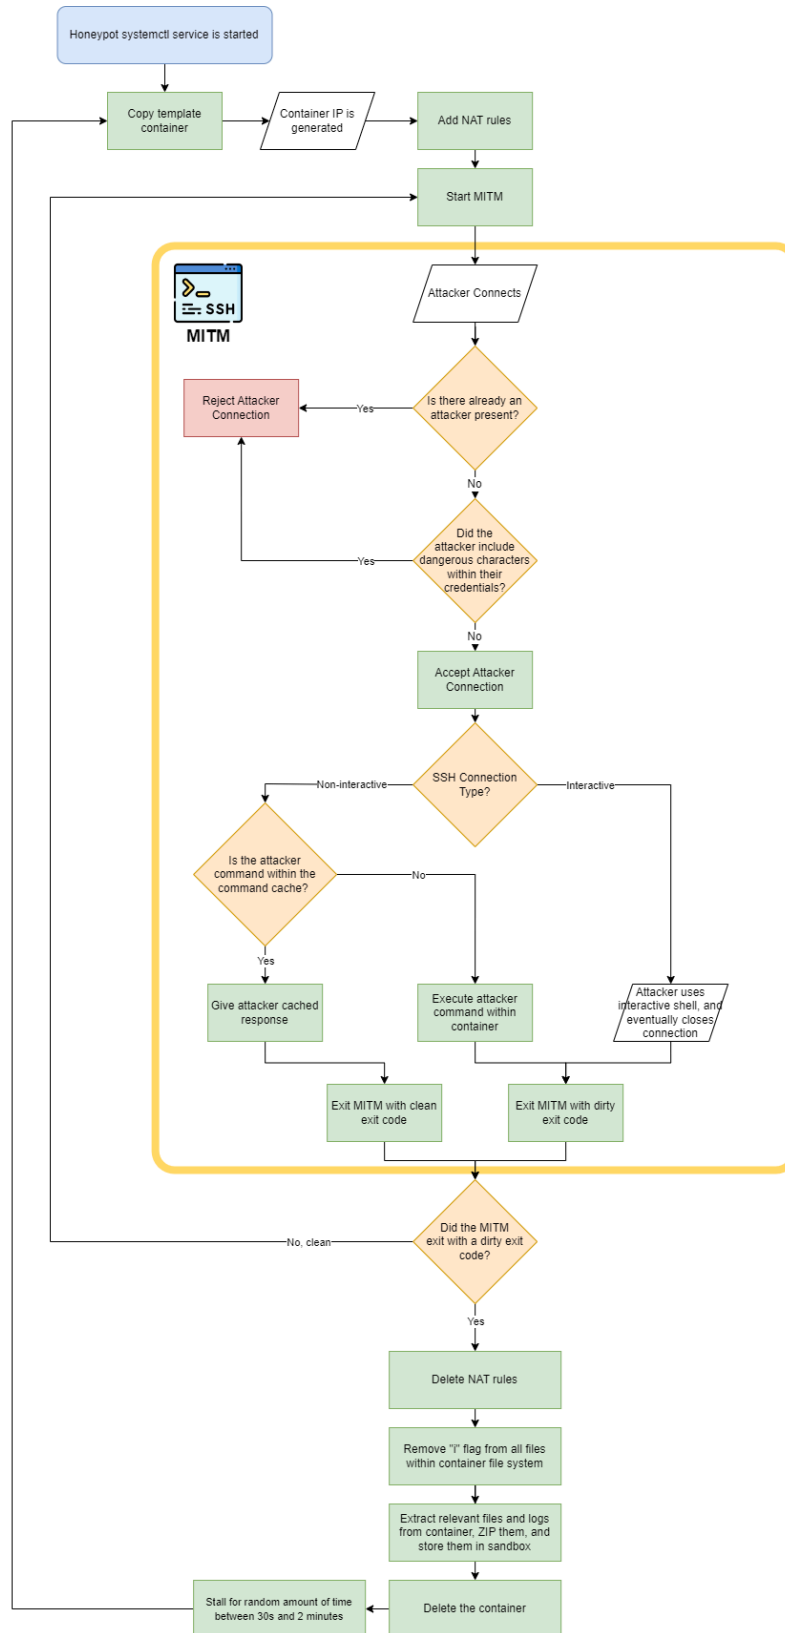 Honeypot systemctl service is started
Copy template
container
Container IP is
generated
Add NAT rules
Start MITM
SSH
MITM
Attacker Connects
Is there already an
attacker present?
Yes
Reject Attacker
Connection
No
Did the
attacker include
dangerous characters
within their
credentials?
Yes
No
Accept Attacker
Connection
SSH Connection
Type?
Non-interactive
Interactive
Is the attacker
command within the
command cache?
No
Yes
Give attacker cached
response
Execute attacker
command within
container
Attacker uses
interactive shell, and
eventually closes
connection
Exit MITM with clean
exit code
Exit MITM with dirty
exit code
Did the MITM
exit with a dirty exit
code?
No, clean
Yes
Delete NAT rules
Remove "i" flag from all files
within container file system
Extract relevant files and logs
from container, ZIP them, and
store them in sandbox
Delete the container
Stall for random amount of time
between 30s and 2 minutes